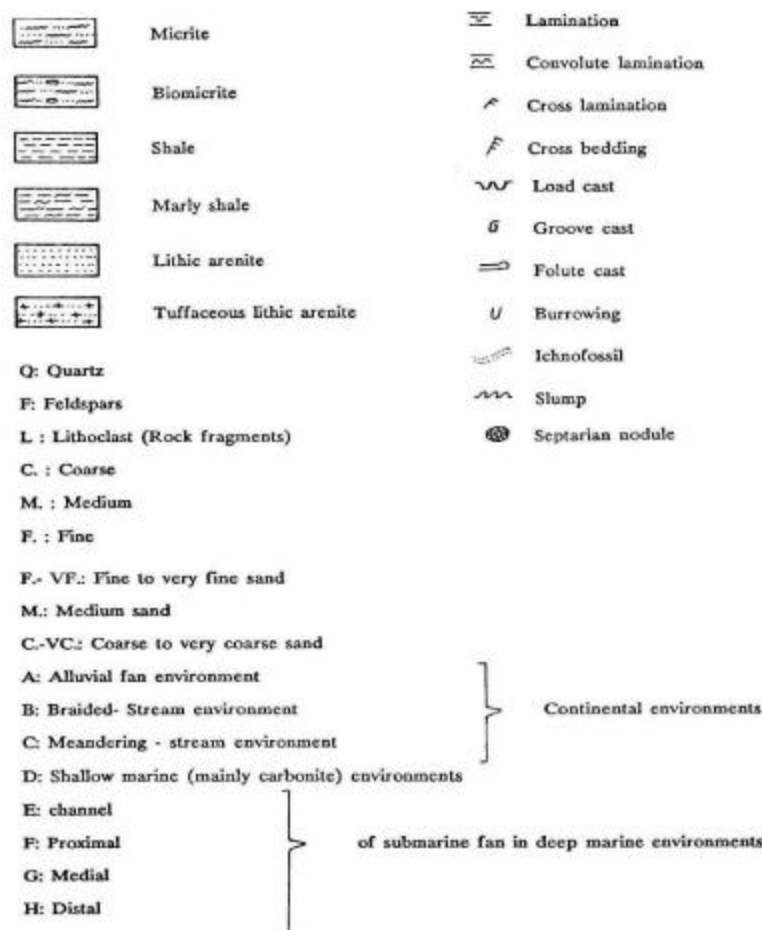 Micrite
Biomicrite
Shale
Marly shale
Lithic arenite
Tuffaceous lithic arenite
Lamination
Convolute lamination
Cross lamination
Cross bedding
Load cast
G Groove cast
Folute cast
U Burrowing
Ichnofossil
Slump
Septarian nodule
Q: Quartz
F: Feldspars
L : Lithoclast (Rock fragments)
C. : Coarse
M. : Medium
F. : Fine
F.- VF.: Fine to very fine sand
M.: Medium sand
C.-VC.: Coarse to very coarse sand
A: Alluvial fan environment
B: Braided- Stream environment
C: Meandering - stream environment
Continental environments
D: Shallow marine (mainly carbonite) environments
E: channel
F: Proximal
G: Medial
H: Distal
of submarine fan in deep marine environments